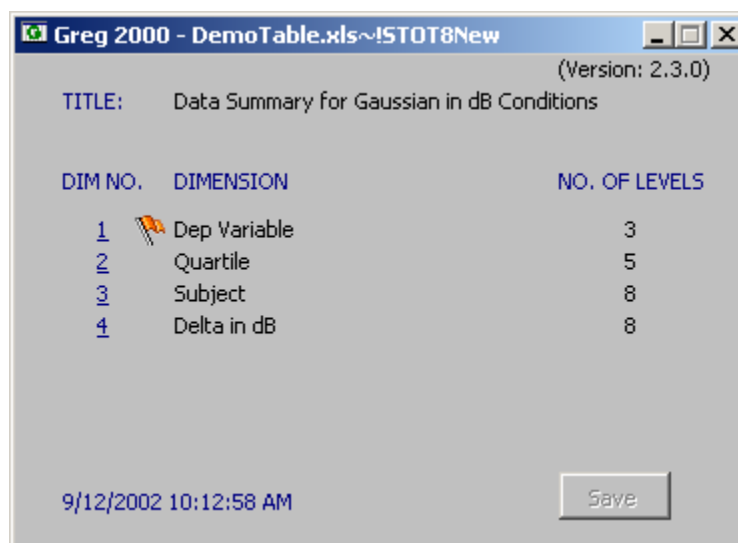 Greg 2000 - DemoTable.xls~!STOT8New
(Version: 2.3.0)
TITLE: Data Summary for Gaussian in dB Conditions
DIM NO. DIMENSION NO. OF LEVELS
1 Dep Variable 3
2 Quartile 5
3 Subject 8
4 Delta in dB 8
9/12/2002 10:12:58 AM Save